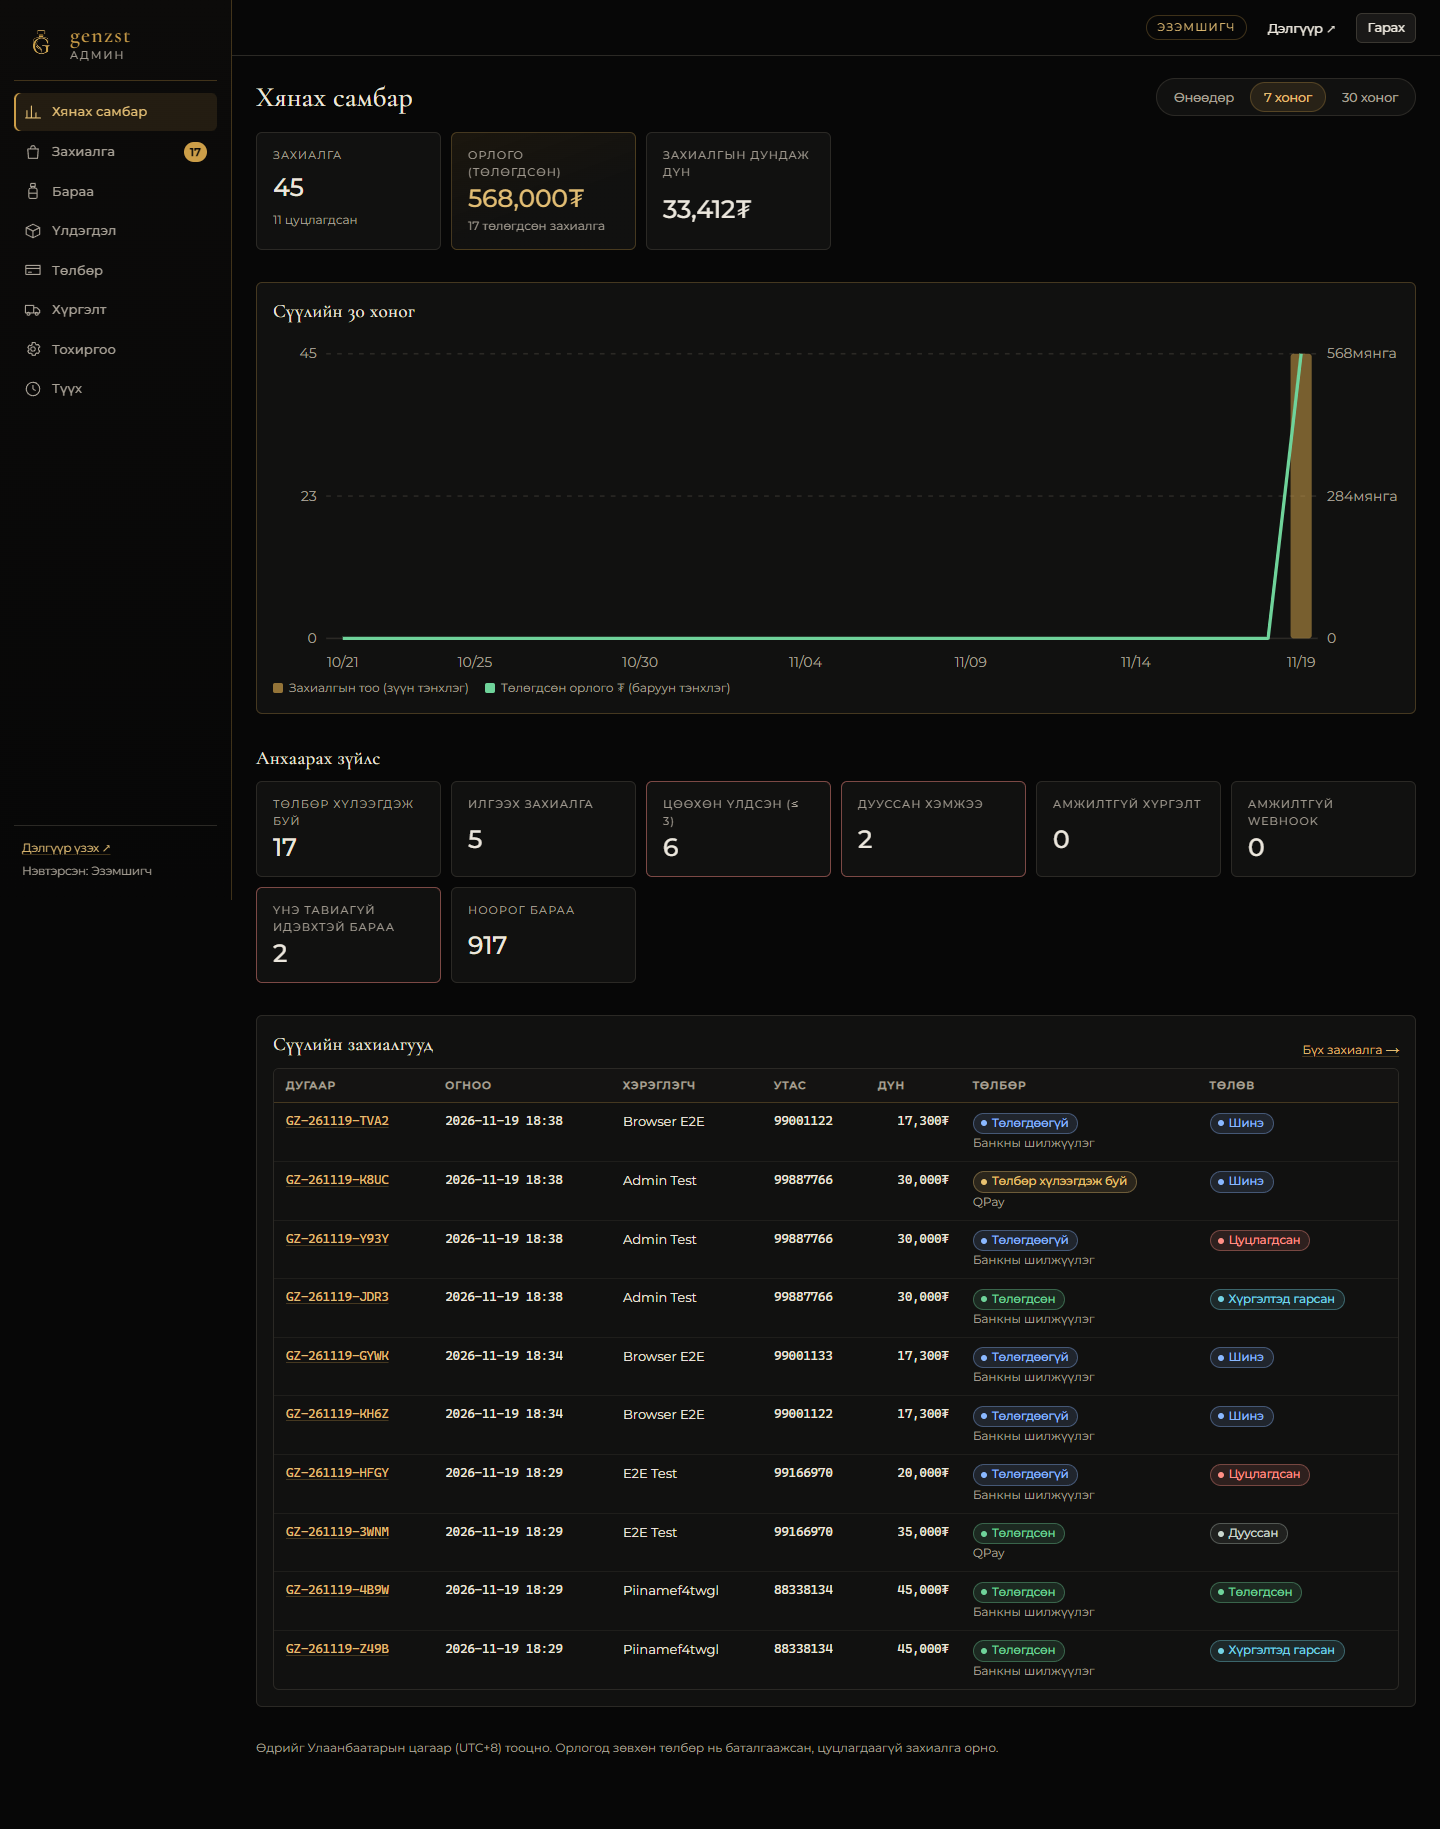 genzst
АДМИН
ЭЗЭМШИГЧ
Дэлгүүр ↗
Гарах
Хянах самбар
Захиалга
17
Бараа
Үлдэгдэл
Төлбөр
Хүргэлт
Тохиргоо
Түүх
Дэлгүүр үзэх ↗
Нэвтэрсэн: Эзэмшигч
Хянах самбар
Өнөөдөр
7 хоног
30 хоног
ЗАХИАЛГА
45
11 цуцлагдсан
ОРЛОГО
(ТӨЛӨГДСӨН)
568,000₮
17 төлөгдсөн захиалга
ЗАХИАЛГЫН ДУНДАЖ
ДҮН
33,412₮
Сүүлийн 30 хоног
45
568мянга
23
284мянга
0
0
10/21
10/25
10/30
11/04
11/09
11/14
11/19
Захиалгын тоо (зүүн тэнхлэг)
Төлөгдсөн орлого ₮ (баруун тэнхлэг)
Анхаарах зүйлс
ТӨЛБӨР ХҮЛЭЭГДЭЖ
БУЙ
17
ИЛГЭЭХ ЗАХИАЛГА
5
ЦӨӨХӨН ҮЛДСЭН (≤
3)
6
ДУУССАН ХЭМЖЭЭ
2
АМЖИЛТГҮЙ ХҮРГЭЛТ
0
АМЖИЛТГҮЙ
WEBHOOK
0
ҮНЭ ТАВИАГҮЙ
ИДЭВХТЭЙ БАРАА
2
НООРОГ БАРАА
917
Сүүлийн захиалгууд
Бүх захиалга →
ДУГААР ОГНОО ХЭРЭГЛЭГЧ УТАС ДҮН ТӨЛБӨР ТӨЛӨВ
GZ-261119-TVA2 2026-11-19 18:38 Browser E2E 99001122 17,300₮ Төлөгдөөгүй Шинэ
Банкны шилжүүлэг
GZ-261119-K8UC 2026-11-19 18:38 Admin Test 99887766 30,000₮ Төлбөр хүлээгдэж буй Шинэ
QPay
GZ-261119-Y93Y 2026-11-19 18:38 Admin Test 99887766 30,000₮ Төлөгдөөгүй Цуцлагдсан
Банкны шилжүүлэг
GZ-261119-JDR3 2026-11-19 18:38 Admin Test 99887766 30,000₮ Төлөгдсөн Хүргэлтэд гарсан
Банкны шилжүүлэг
GZ-261119-GYWK 2026-11-19 18:34 Browser E2E 99001133 17,300₮ Төлөгдөөгүй Шинэ
Банкны шилжүүлэг
GZ-261119-KH6Z 2026-11-19 18:34 Browser E2E 99001122 17,300₮ Төлөгдөөгүй Шинэ
Банкны шилжүүлэг
GZ-261119-HFGY 2026-11-19 18:29 E2E Test 99166970 20,000₮ Төлөгдөөгүй Цуцлагдсан
Банкны шилжүүлэг
GZ-261119-3WNM 2026-11-19 18:29 E2E Test 99166970 35,000₮ Төлөгдсөн Дууссан
QPay
GZ-261119-4B9W 2026-11-19 18:29 Piinamef4twgl 88338134 45,000₮ Төлөгдсөн Төлөгдсөн
Банкны шилжүүлэг
GZ-261119-Z49B 2026-11-19 18:29 Piinamef4twgl 88338134 45,000₮ Төлөгдсөн Хүргэлтэд гарсан
Банкны шилжүүлэг
Өдрийг Улаанбаатарын цагаар (UTC+8) тооцно. Орлогод зөвхөн төлбөр нь баталгаажсан, цуцлагдаагүй захиалга орно.